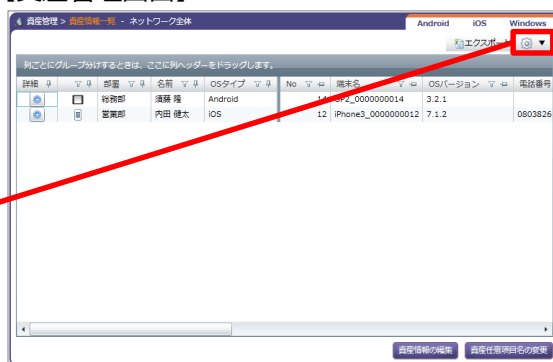 資産管理 > 資産情報一覧 - ネットワーク全体
Android iOS Windows
エクスポート
列ごとにグループ分けするときは、ここに列ヘッダーをドラッグします。
詳細 部署 名前 OSタイプ No 端末名 OSバージョン 電話番号
総務部 須藤 隆 Android 14 3.2.1
営業部 内田 健太 iOS 12 iPhone3_0000000012 7.1.2 0803826
資産情報の編集 資産任意項目名の変更